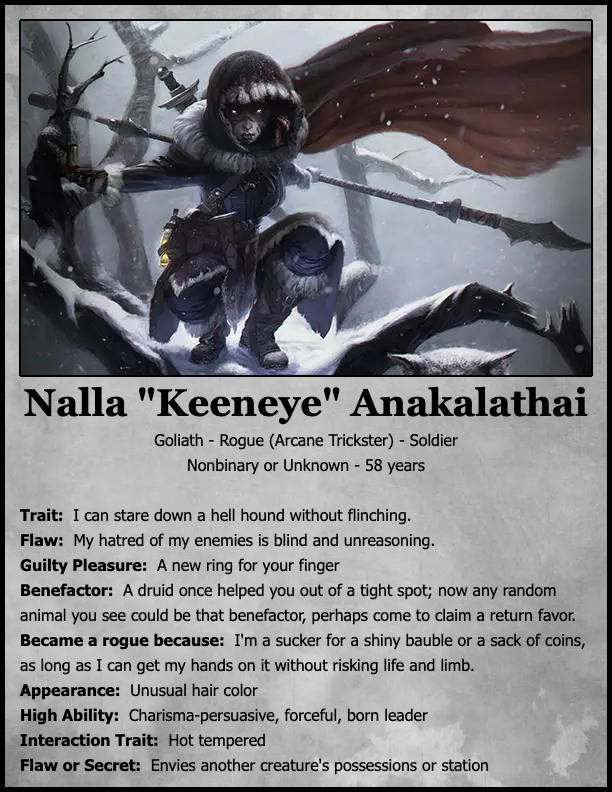 Nalla "Keeneye" Anakalathai
Goliath - Rogue (Arcane Trickster) - Soldier
Nonbinary or Unknown - 58 years
Trait: I can stare down a hell hound without flinching.
Flaw: My hatred of my enemies is blind and unreasoning.
Guilty Pleasure: A new ring for your finger
Benefactor: A druid once helped you out of a tight spot; now any random
animal you see could be that benefactor, perhaps come to claim a return favor.
Became a rogue because: I'm a sucker for a shiny bauble or a sack of coins,
as long as I can get my hands on it without risking life and limb.
Appearance: Unusual hair color
High Ability: Charisma-persuasive, forceful, born leader
Interaction Trait: Hot tempered
Flaw or Secret: Envies another creature's possessions or station